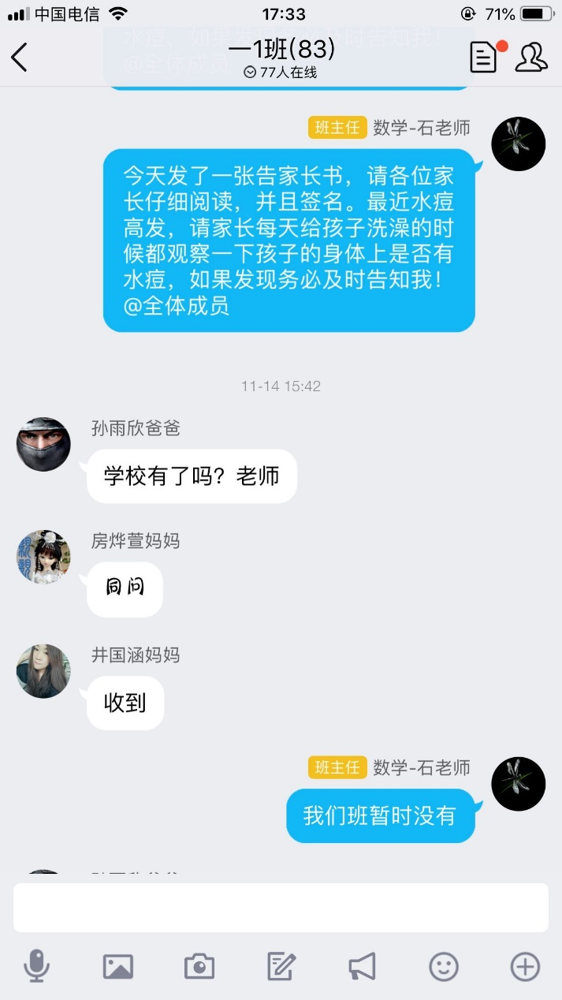 中国电信
17:33
71%
水痘，如果发现务必及时告知我！
@全体成员
一1班(83)
77人在线
班主任 数学-石老师
今天发了一张告家长书，请各位家
长仔细阅读，并且签名。最近水痘
高发，请家长每天给孩子洗澡的时
候都观察一下孩子的身体上是否有
水痘，如果发现务必及时告知我！
@全体成员
11-14 15:42
孙雨欣爸爸
学校有了吗？老师
房烨萱妈妈
同问
井国涵妈妈
收到
班主任 数学-石老师
我们班暂时没有